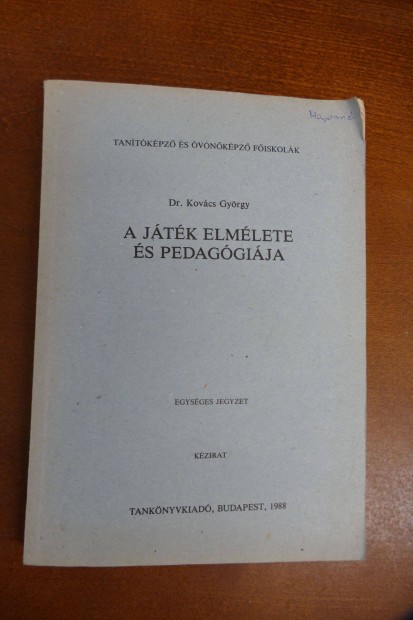 TANÍTÓKÉPZŐ ÉS ÓVÓNŐKÉPZŐ FŐISKOLÁK
Dr. Kovács György
A JÁTÉK ELMÉLETE
ÉS PEDAGÓGIÁJA
EGYSÉGES JEGYZET
KÉZIRAT
TANKÖNYVKIADÓ, BUDAPEST, 1988